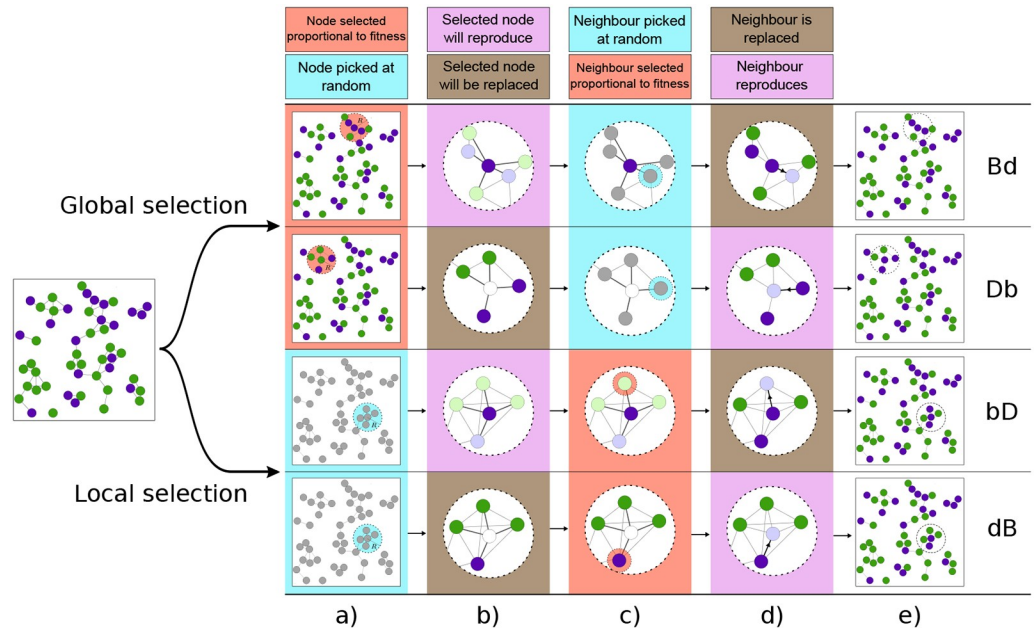 Node selected
proportional to fitness
Selected node
will reproduce
Neighbour picked
at random
Neighbour is
replaced
Node picked at
random
Selected node
will be replaced
Neighbour selected
proportional to fitness
Neighbour
reproduces
R
Bd
Global selection
R
Db
R
bD
Local selection
R
dB
a)
b)
c)
d)
e)